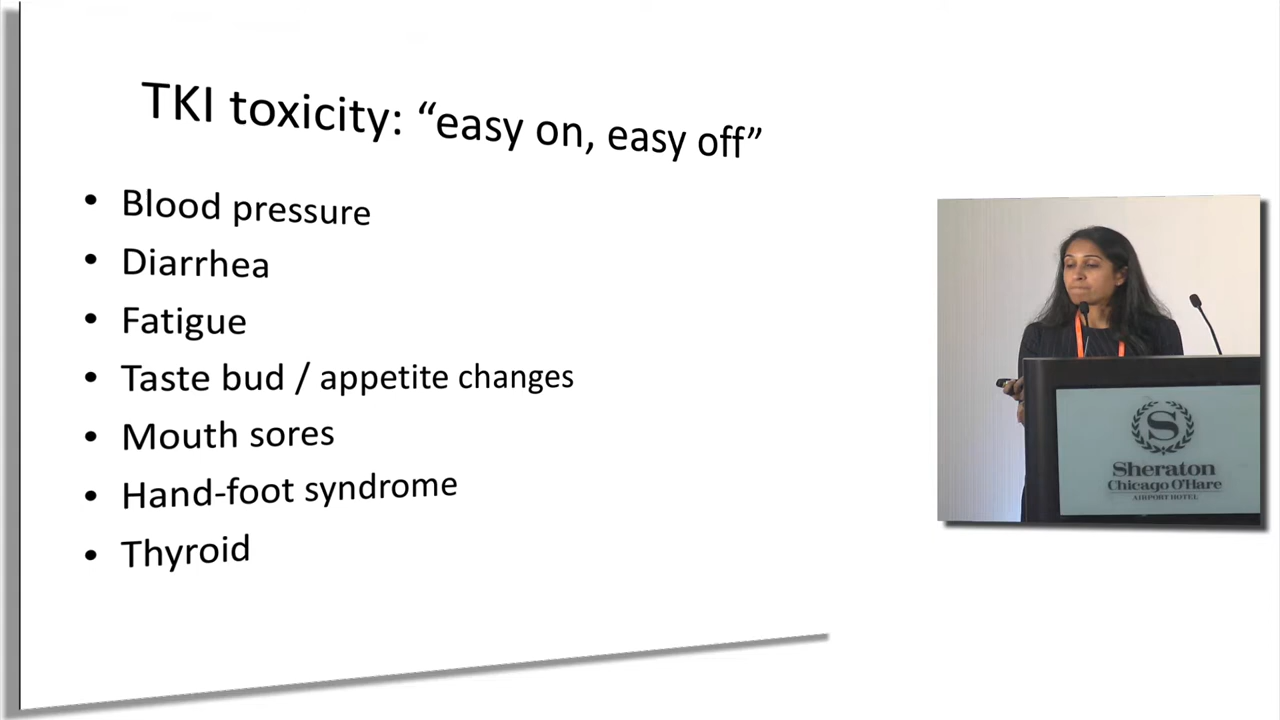 TKI toxicity: “easy on, easy off”
• Blood pressure
• Diarrhea
• Fatigue
• Taste bud / appetite changes
• Mouth sores
• Hand-foot syndrome
• Thyroid
S
Sheraton
Chicago O'Hare
AIRPORT HOTEL